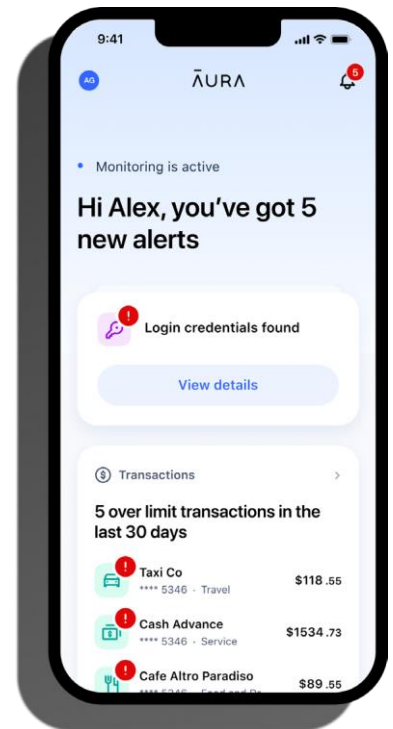 9:41
AG
ĀURA
5
Monitoring is active
Hi Alex, you've got 5
new alerts
Login credentials found
View details
Transactions
5 over limit transactions in the
last 30 days
Taxi Co
**** 5346 · Travel
$118 .55
Cash Advance
**** 5346 · Service
$1534 .73
Cafe Altro Paradiso
$89 .55